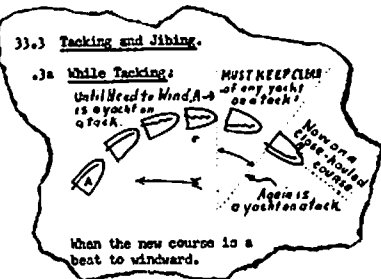 33.3 Tacking and Jibing.
.3a While Tacking:
Until Head to Wind, A →
is a yacht on
a tack.
MUST KEEP CLEAR
of any yacht
on a tack:
Now on a
close-hauled
course
A
Again is
a yacht on a tack
When the new course is a
beat to windward.